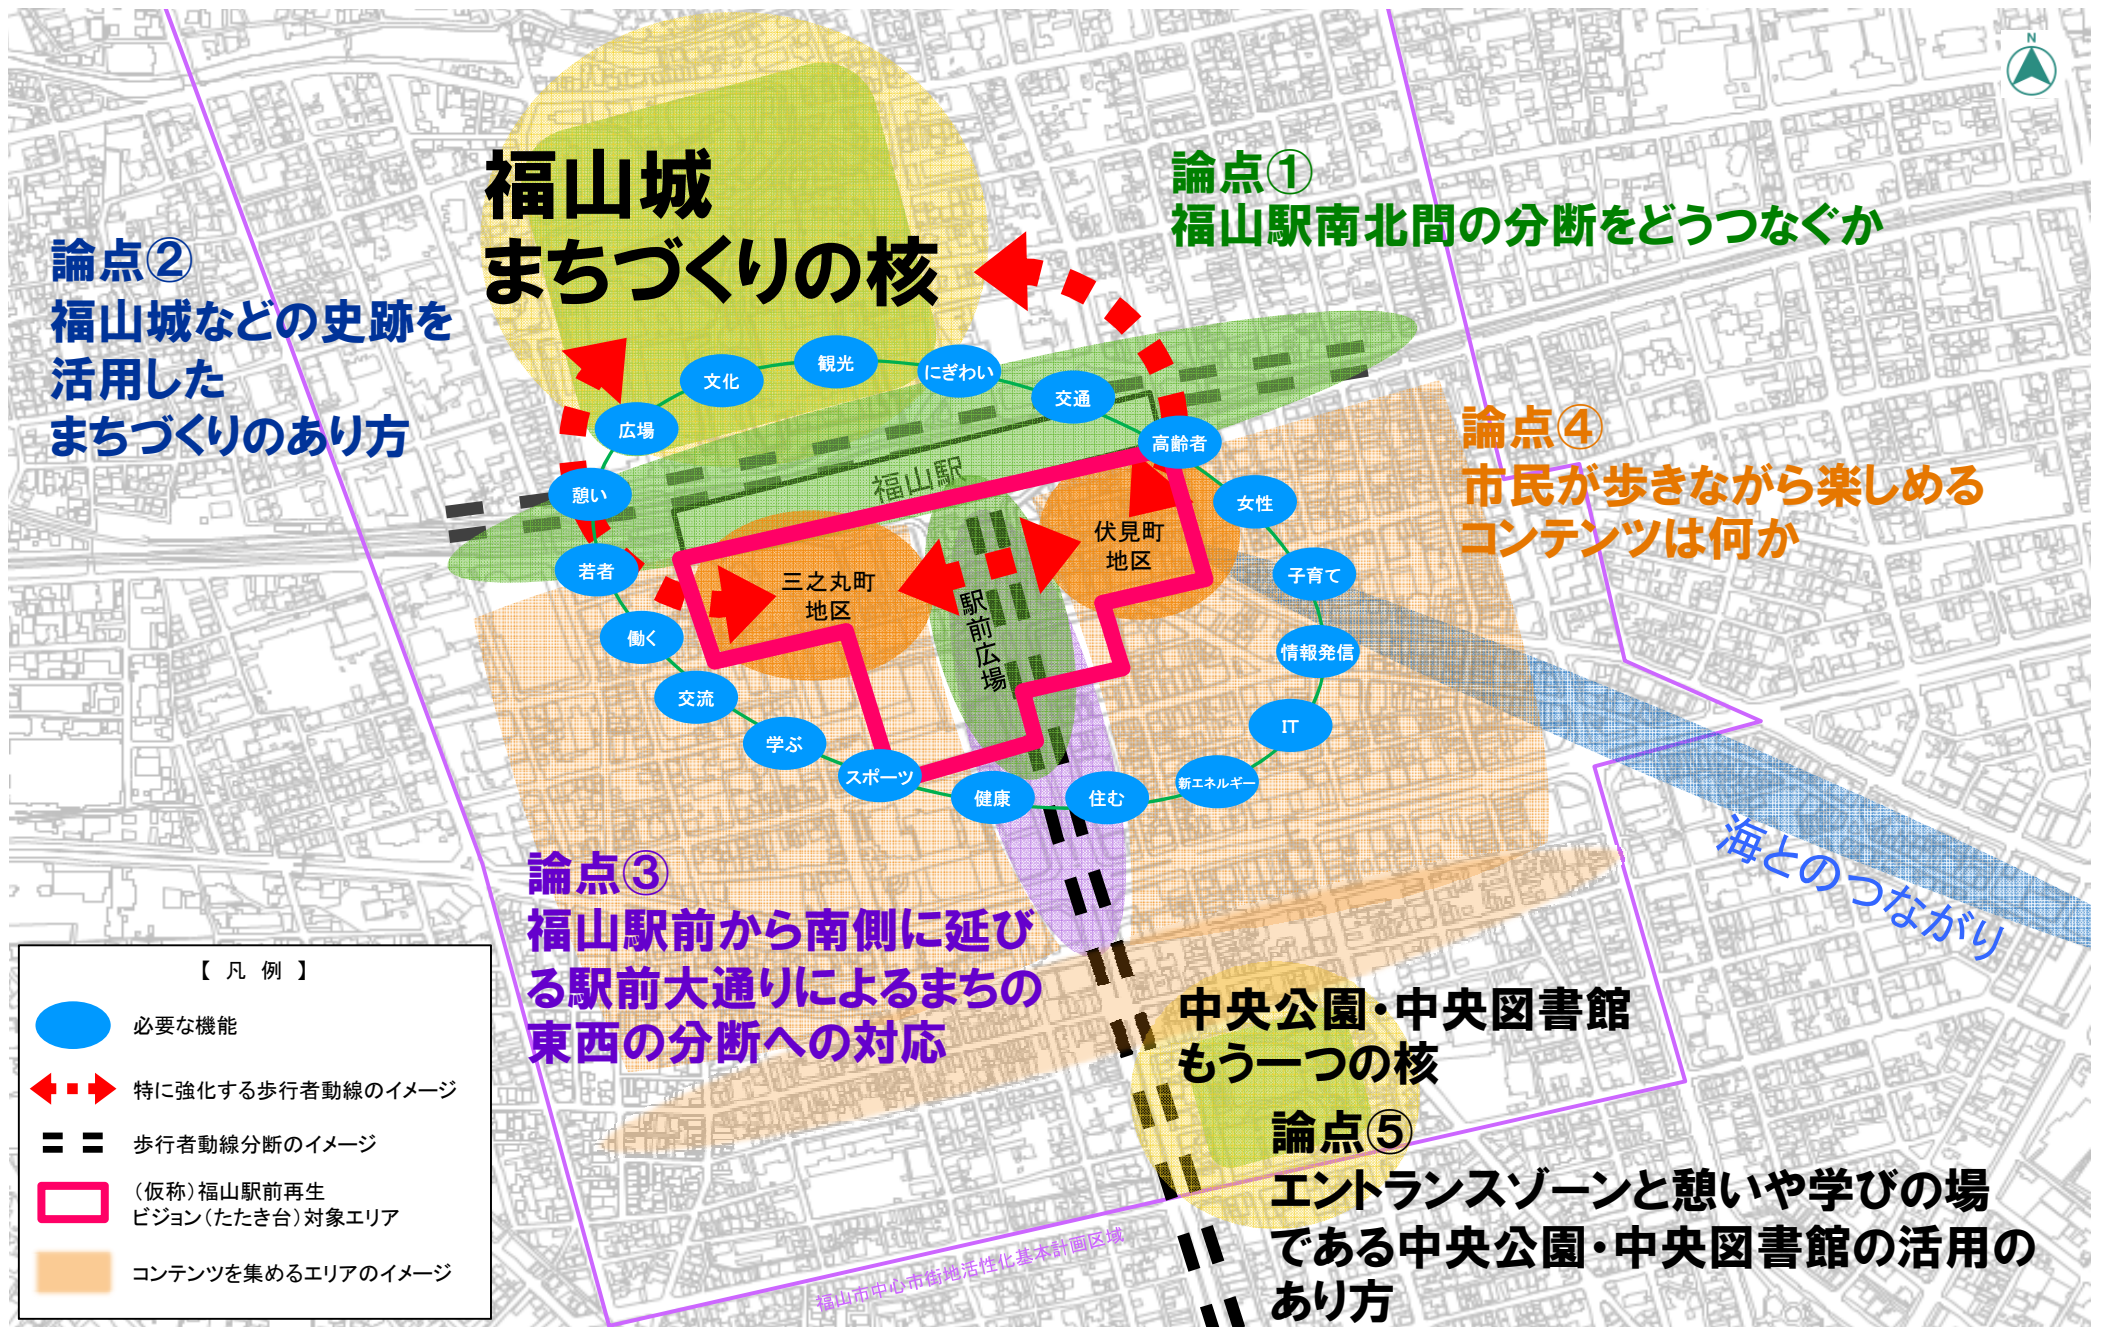 N
福山城
まちづくりの核
論点①
福山駅南北間の分断をどうつなぐか
論点②
福山城などの史跡を
活用した
まちづくりのあり方
観光
にぎわい
文化
交通
広場
高齢者
憩い
女性
福山駅
論点④
市民が歩きながら楽しめる
コンテンツは何か
伏見町
地区
若者
三之丸町
地区
子育て
駅前広場
働く
情報発信
交流
IT
学ぶ
スポーツ
健康
住む
新エネルギー
海とのつながり
論点③
福山駅前から南側に延び
る駅前大通りによるまちの
東西の分断への対応
中央公園・中央図書館
もう一つの核
論点⑤
エントランスゾーンと憩いや学びの場
である中央公園・中央図書館の活用の
あり方
福山市中心市街地活性化基本計画区域
【 凡 例 】
必要な機能
特に強化する歩行者動線のイメージ
歩行者動線分断のイメージ
（仮称）福山駅前再生
ビジョン（たたき台）対象エリア
コンテンツを集めるエリアのイメージ